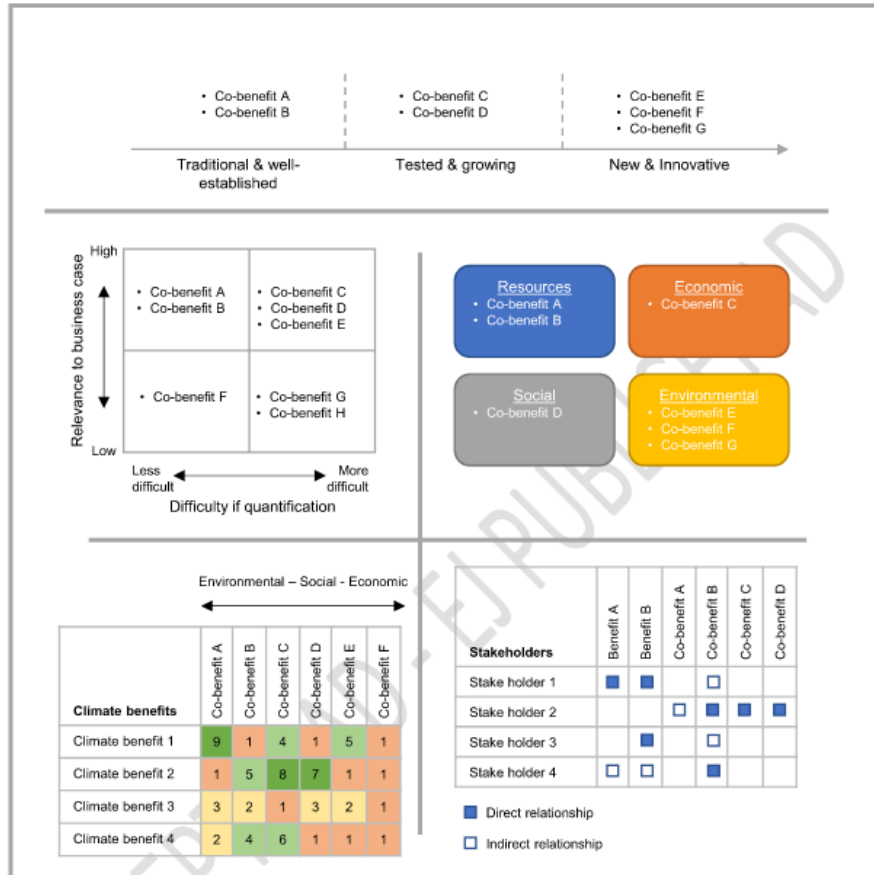 • Co-benefit A
• Co-benefit B
• Co-benefit C
• Co-benefit D
• Co-benefit E
• Co-benefit F
• Co-benefit G
Traditional & well-
established
Tested & growing
New & Innovative
Relevance to business case
High
Low
• Co-benefit A
• Co-benefit B
• Co-benefit C
• Co-benefit D
• Co-benefit E
• Co-benefit F
• Co-benefit G
• Co-benefit H
Less
difficult
More
difficult
Difficulty if quantification
Resources
• Co-benefit A
• Co-benefit B
Economic
• Co-benefit C
Social
• Co-benefit D
Environmental
• Co-benefit E
• Co-benefit F
• Co-benefit G
Environmental – Social - Economic
Climate benefits Co-benefit A Co-benefit B Co-benefit C Co-benefit D Co-benefit E Co-benefit F
Climate benefit 1 9 1 4 1 5 1
Climate benefit 2 1 5 8 7 1 1
Climate benefit 3 3 2 1 3 2 1
Climate benefit 4 2 4 6 1 1 1
Stakeholders Benefit A Benefit B Co-benefit A Co-benefit B Co-benefit C Co-benefit D
Stake holder 1
Stake holder 2
Stake holder 3
Stake holder 4
Direct relationship
Indirect relationship